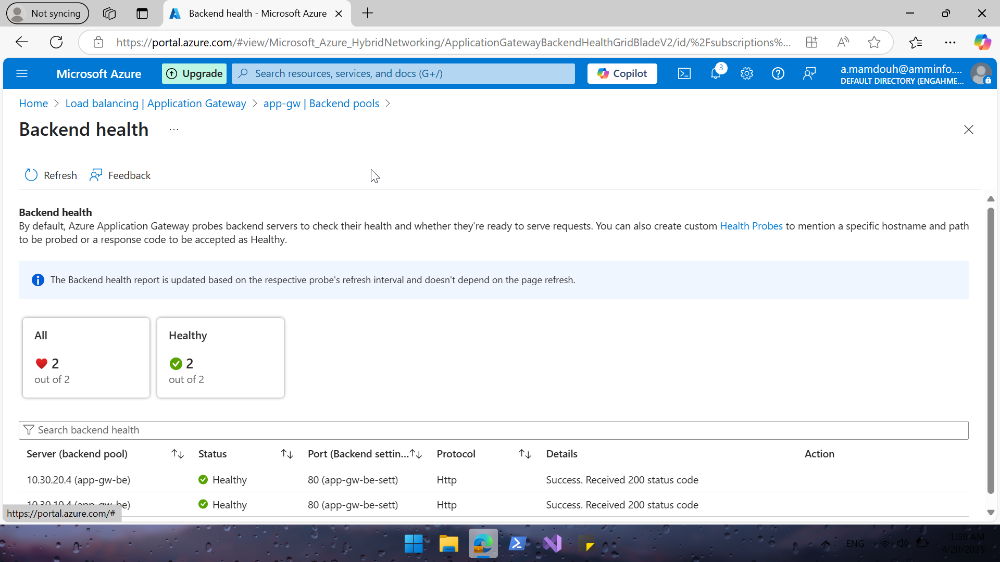 Not syncing
Backend health - Microsoft Azure
https://portal.azure.com/#view/Microsoft_Azure_HybridNetworking/ApplicationGatewayBackendHealthGridBladeV2/id/%2Fsubscriptions%...
Microsoft Azure
Upgrade
Search resources, services, and docs (G+/)
Copilot
3
a.mamdouh@amminfo....
DEFAULT DIRECTORY (ENGAHME...
Home > Load balancing | Application Gateway > app-gw | Backend pools >
Backend health ...
Refresh
Feedback
Backend health
By default, Azure Application Gateway probes backend servers to check their health and whether they're ready to serve requests. You can also create custom Health Probes to mention a specific hostname and path
to be probed or a response code to be accepted as Healthy.
The Backend health report is updated based on the respective probe's refresh interval and doesn't depend on the page refresh.
All
2
out of 2
Healthy
2
out of 2
Search backend health
Server (backend pool) Status Port (Backend settin... Protocol Details Action
10.30.20.4 (app-gw-be) Healthy 80 (app-gw-be-sett) Http Success. Received 200 status code
10.30.10.4 (app-gw-be) Healthy 80 (app-gw-be-sett) Http Success. Received 200 status code
https://portal.azure.com/#
ENG
1:59 AM
4/20/2025